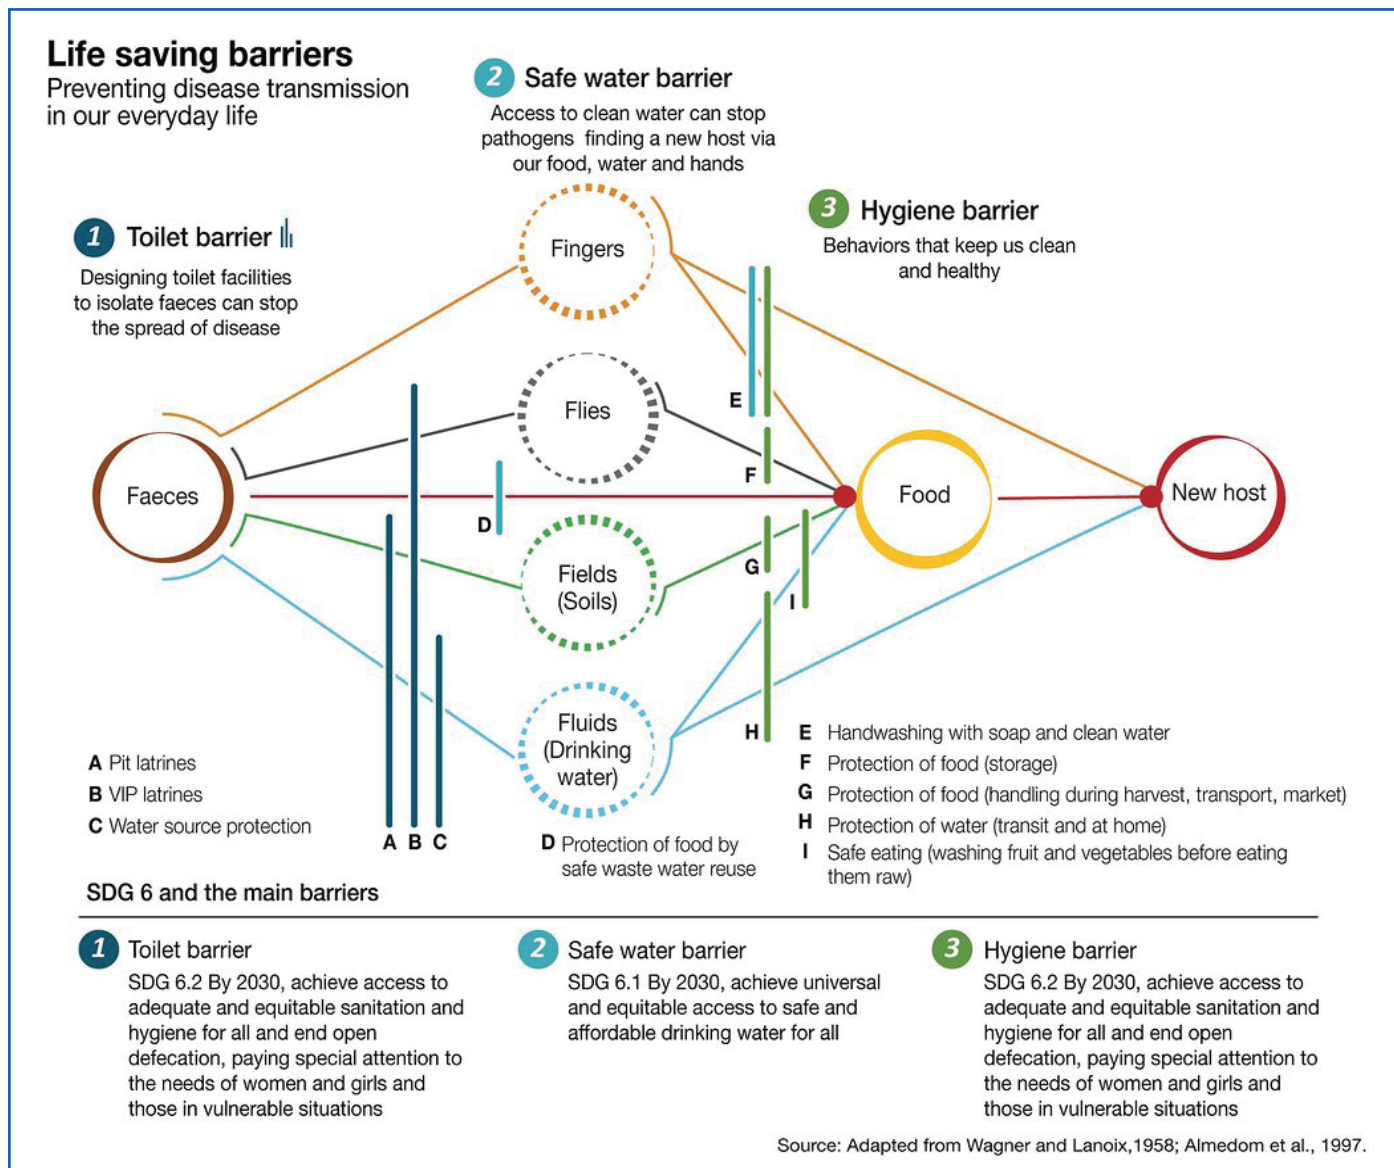 Life saving barriers
Preventing disease transmission
in our everyday life
2 Safe water barrier
Access to clean water can stop
pathogens finding a new host via
our food, water and hands
3 Hygiene barrier
Behaviors that keep us clean
and healthy
1 Toilet barrier
Designing toilet facilities
to isolate faeces can stop
the spread of disease
Fingers
Flies
Faeces
Food
New host
Fields
(Soils)
Fluids
(Drinking
water)
E
F
D
G
I
H
A Pit latrines
B VIP latrines
C Water source protection
A B C
D Protection of food by
safe waste water reuse
E Handwashing with soap and clean water
F Protection of food (storage)
G Protection of food (handling during harvest, transport, market)
H Protection of water (transit and at home)
I Safe eating (washing fruit and vegetables before eating
them raw)
SDG 6 and the main barriers
1 Toilet barrier
SDG 6.2 By 2030, achieve access to
adequate and equitable sanitation and
hygiene for all and end open
defecation, paying special attention to
the needs of women and girls and
those in vulnerable situations
2 Safe water barrier
SDG 6.1 By 2030, achieve universal
and equitable access to safe and
affordable drinking water for all
3 Hygiene barrier
SDG 6.2 By 2030, achieve access to
adequate and equitable sanitation and
hygiene for all and end open
defecation, paying special attention to
the needs of women and girls and
those in vulnerable situations
Source: Adapted from Wagner and Lanoix,1958; Almedom et al., 1997.